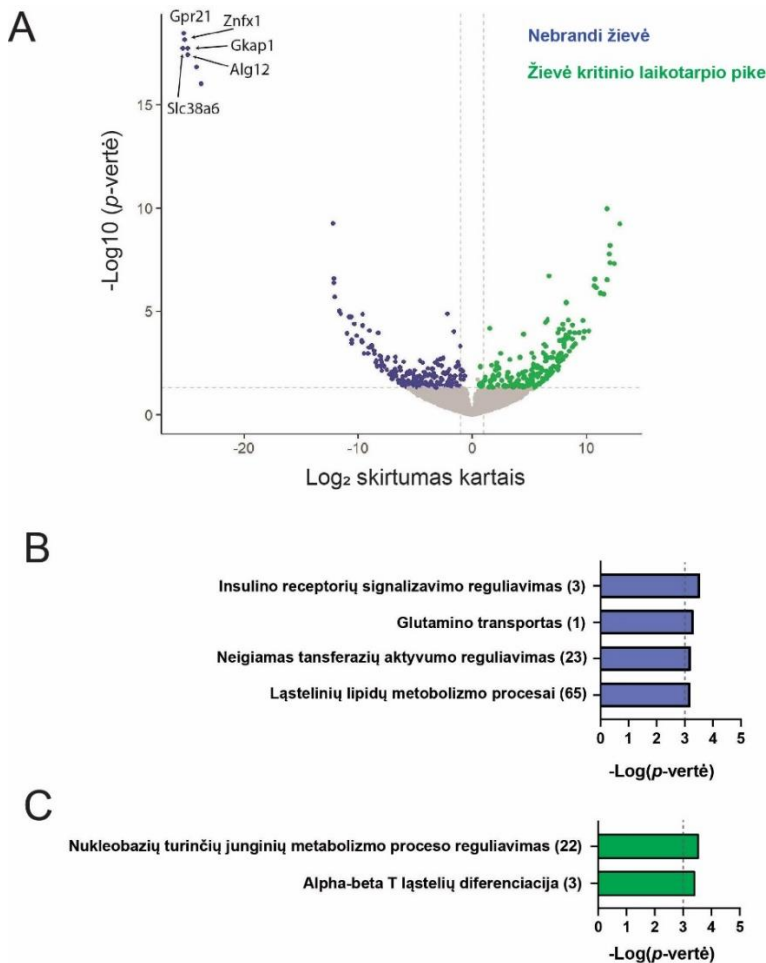 A
Gpr21
Znfx1
Gkap1
Alg12
Slc38a6
Nebrandi žievė
Žievė kritinio laikotarpio pike
-Log10 (p-vertė)
15
10
5
0
-20
-10
0
10
Log₂ skirtumas kartais
B
Insulino receptorių signalizavimo reguliavimas (3)
Glutamino transportas (1)
Neigiamas tansferazių aktyvumo reguliavimas (23)
Ląstelinių lipidų metobolizmo procesai (65)
0 1 2 3 4 5
-Log(p-vertė)
C
Nukleobazių turinčių junginių metabolizmo proceso reguliavimas (22)
Alpha-beta T ląstelių diferenciacija (3)
0 1 2 3 4 5
-Log(p-vertė)